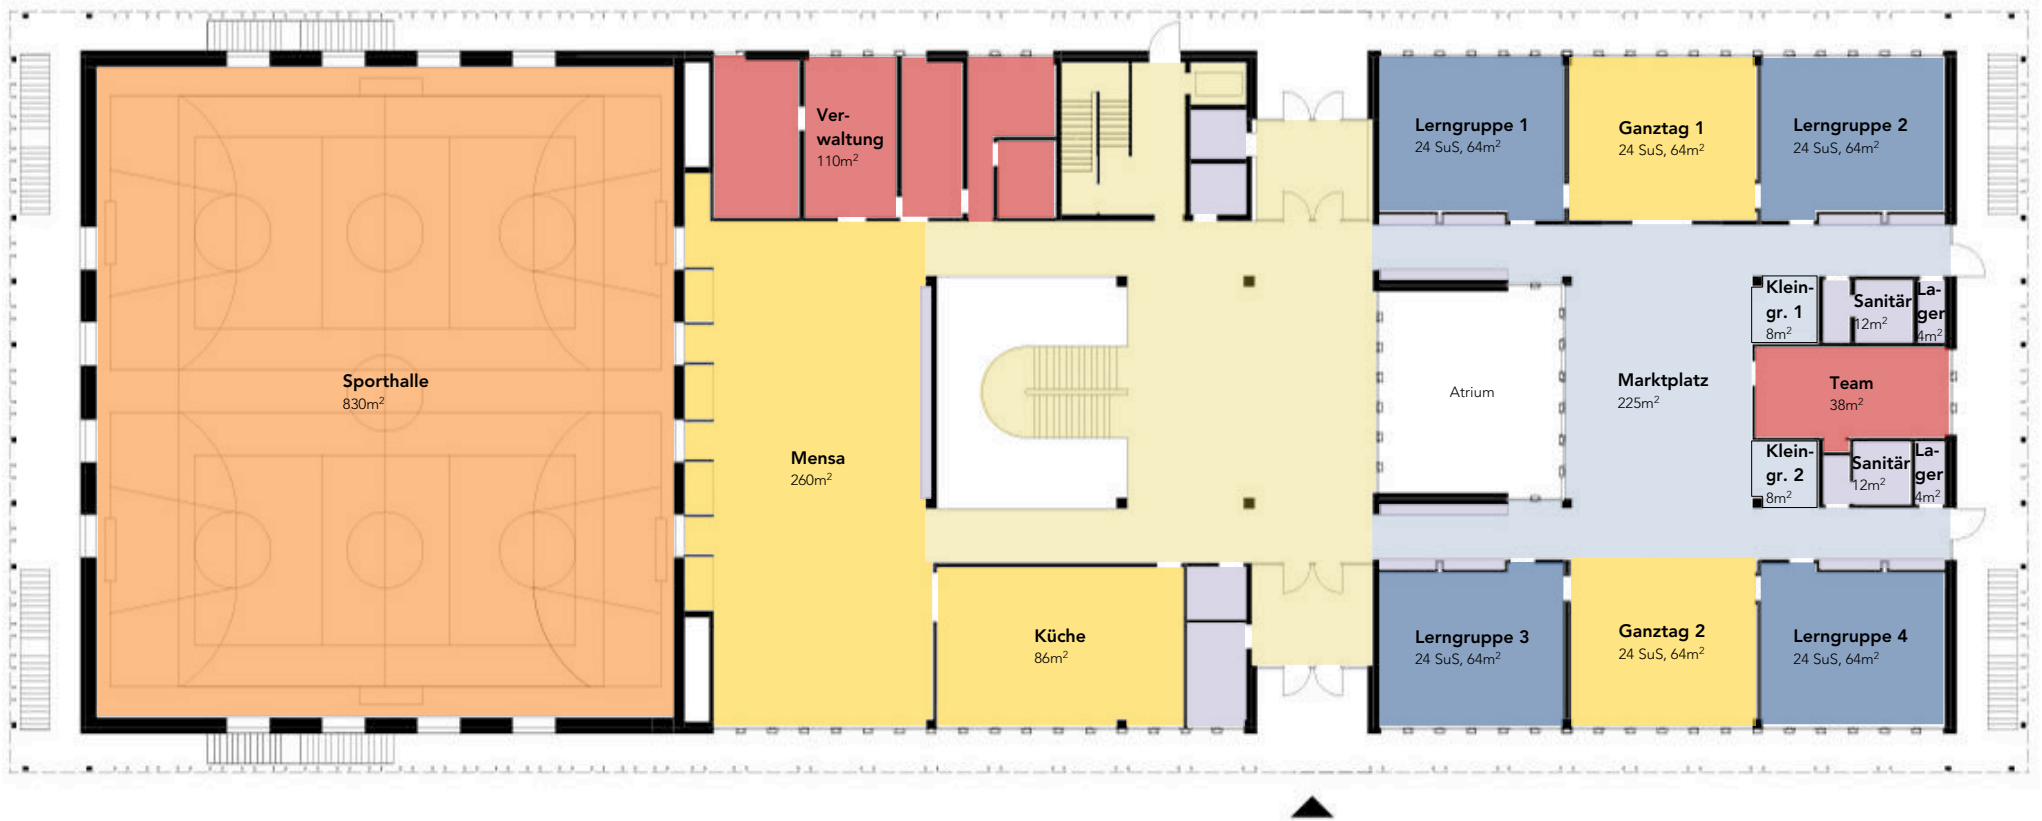 Ver-
waltung
110m²
Lerngruppe 1
24 SuS, 64m²
Ganztag 1
24 SuS, 64m²
Lerngruppe 2
24 SuS, 64m²
Klein-
gr. 1
8m²
Sanitär
12m²
La-
ger
4m²
Sporthalle
830m²
Atrium
Marktplatz
225m²
Team
38m²
Mensa
260m²
Klein-
gr. 2
8m²
Sanitär
12m²
La-
ger
4m²
Küche
86m²
Lerngruppe 3
24 SuS, 64m²
Ganztag 2
24 SuS, 64m²
Lerngruppe 4
24 SuS, 64m²